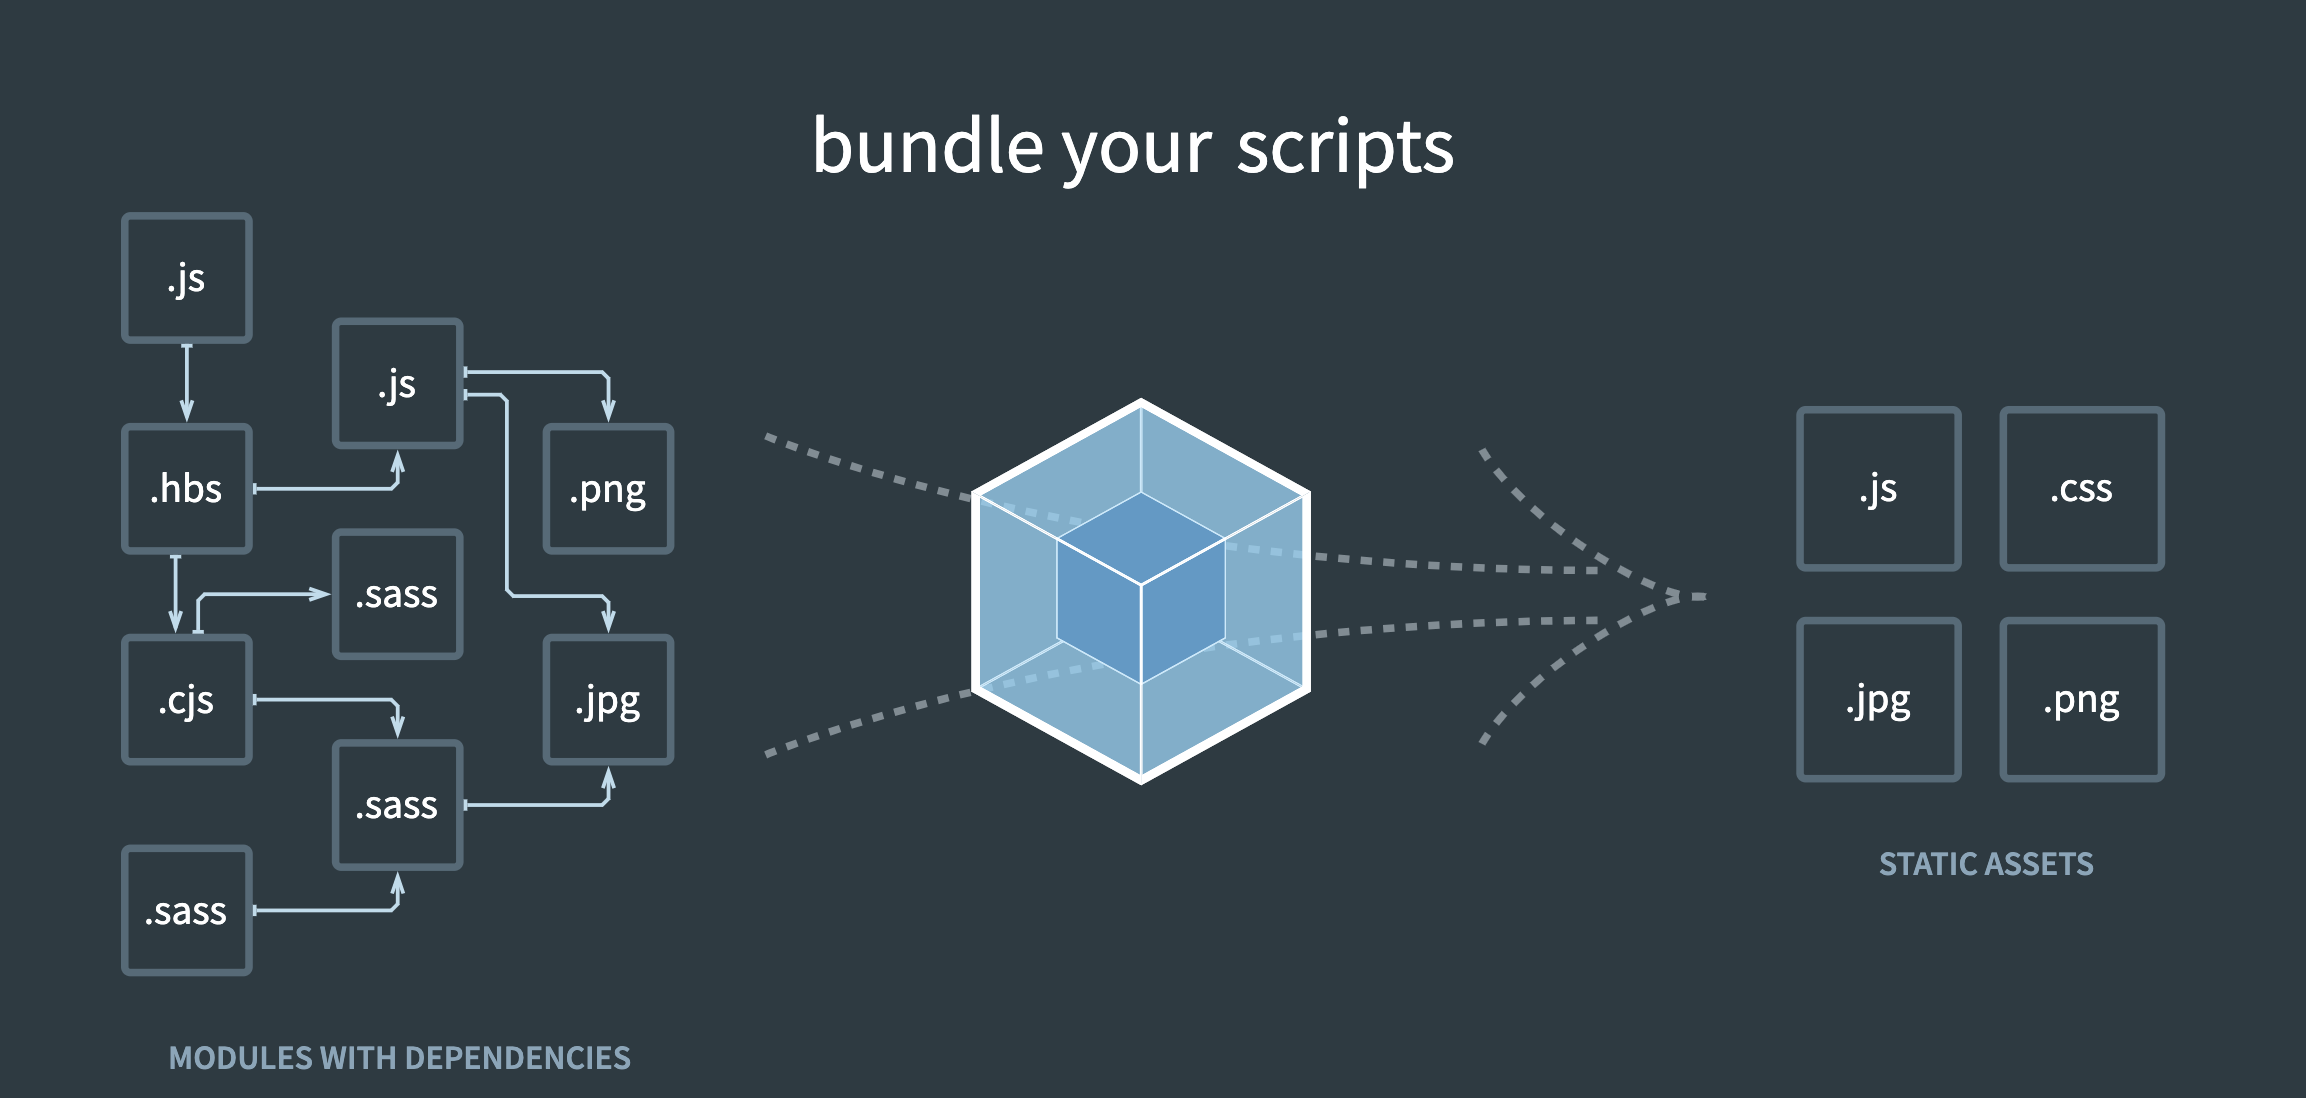 bundle your scripts
.js
.js
.hbs
.png
.sass
.cjs
.jpg
.sass
.sass
MODULES WITH DEPENDENCIES
.js
.css
.jpg
.png
STATIC ASSETS